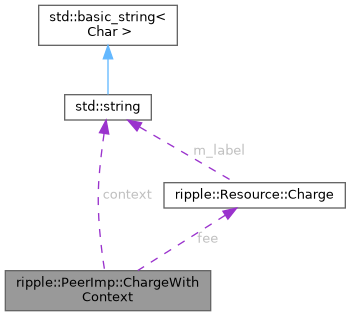 std::basic_string<
Char >
std::string
m_label
context
ripple::Resource::Charge
fee
ripple::PeerImp::ChargeWith
Context